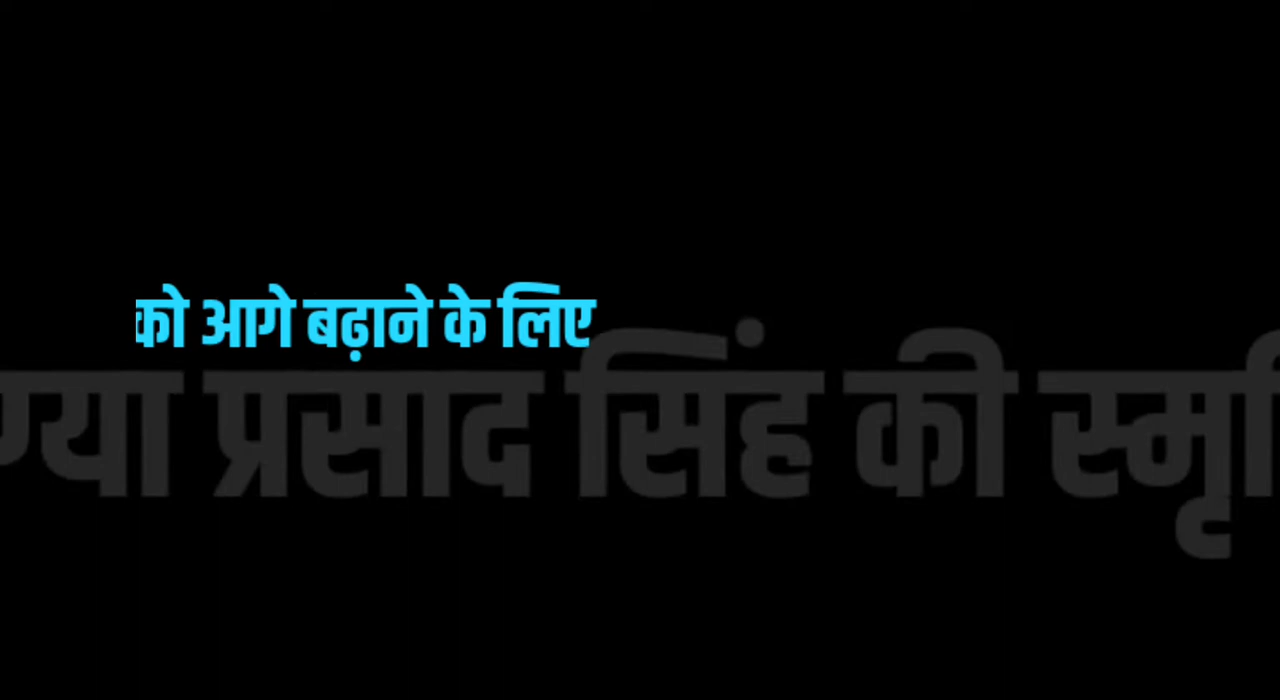 को आगे बढ़ाने के लिए
प्रसाद सिंह की